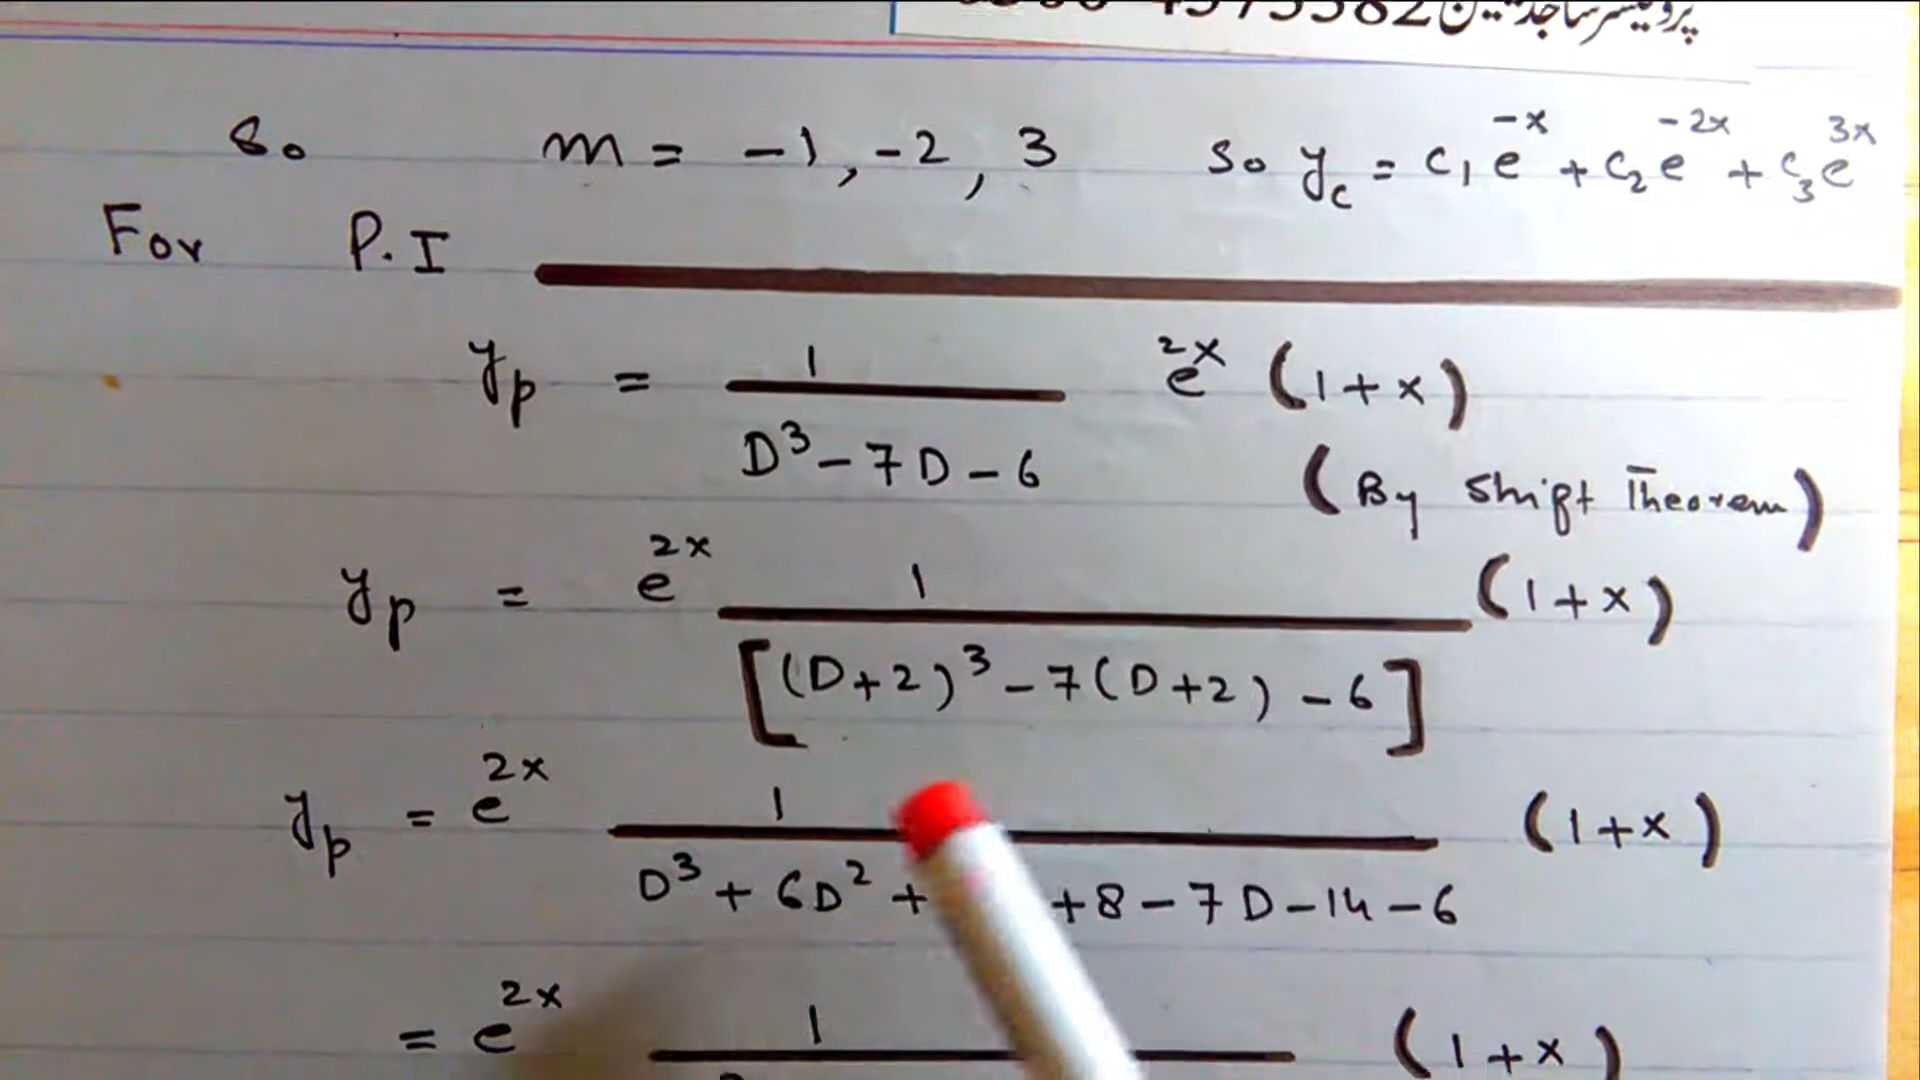 پروفیسر ساجد
So m = -1, -2, 3 So y_c = c₁e^{-x} + c₂e^{-2x} + c₃e^{3x}
For P.I
y_p = 1 / (D³ - 7D - 6) e^{2x} (1+x)
(By Shift Theorem)
y_p = e^{2x} 1 / [(D+2)³ - 7(D+2) - 6] (1+x)
y_p = e^{2x} 1 / (D³ + 6D² + +8 - 7D - 14 - 6) (1+x)
= e^{2x} 1 (1+x)